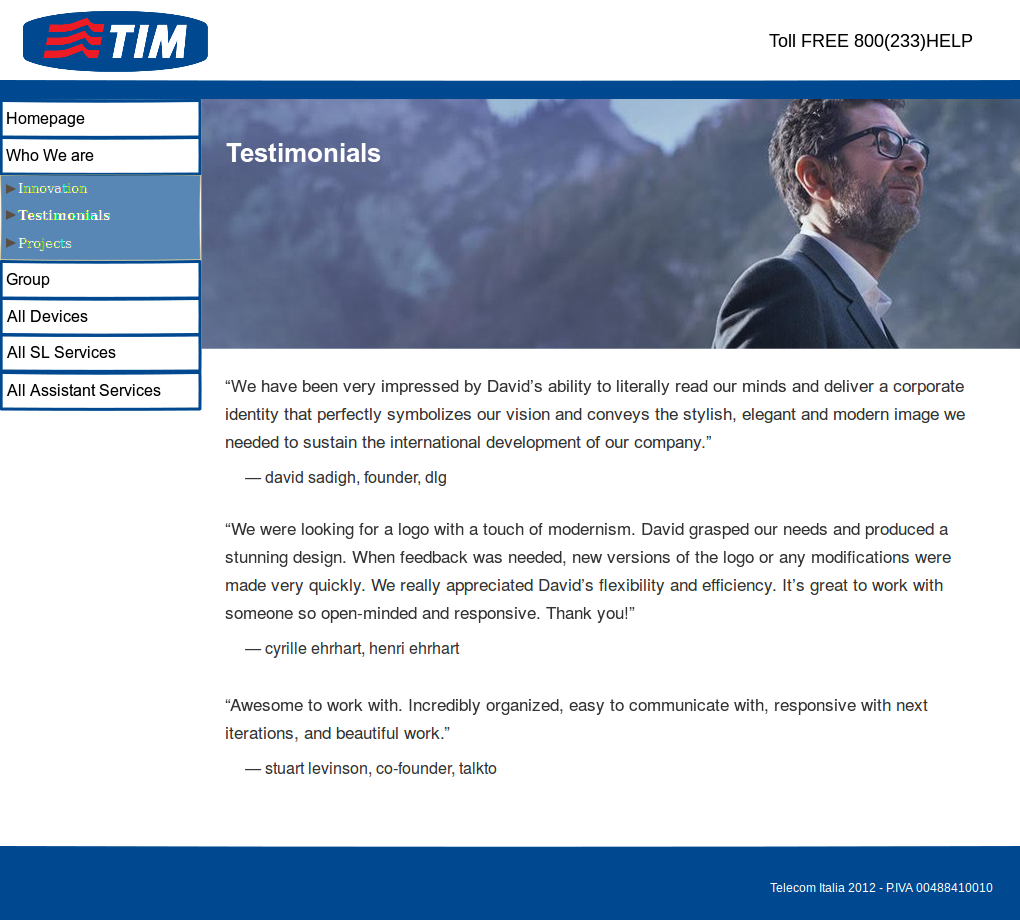 TIM
Toll FREE 800(233)HELP
Homepage
Who We are
Innovation
Testimonials
Projects
Group
All Devices
All SL Services
All Assistant Services
Testimonials
“We have been very impressed by David’s ability to literally read our minds and deliver a corporate
identity that perfectly symbolizes our vision and conveys the stylish, elegant and modern image we
needed to sustain the international development of our company.”
— david sadigh, founder, dlg
“We were looking for a logo with a touch of modernism. David grasped our needs and produced a
stunning design. When feedback was needed, new versions of the logo or any modifications were
made very quickly. We really appreciated David’s flexibility and efficiency. It’s great to work with
someone so open-minded and responsive. Thank you!”
— cyrille ehrhart, henri ehrhart
“Awesome to work with. Incredibly organized, easy to communicate with, responsive with next
iterations, and beautiful work.”
— stuart levinson, co-founder, talkto
Telecom Italia 2012 - P.IVA 00488410010